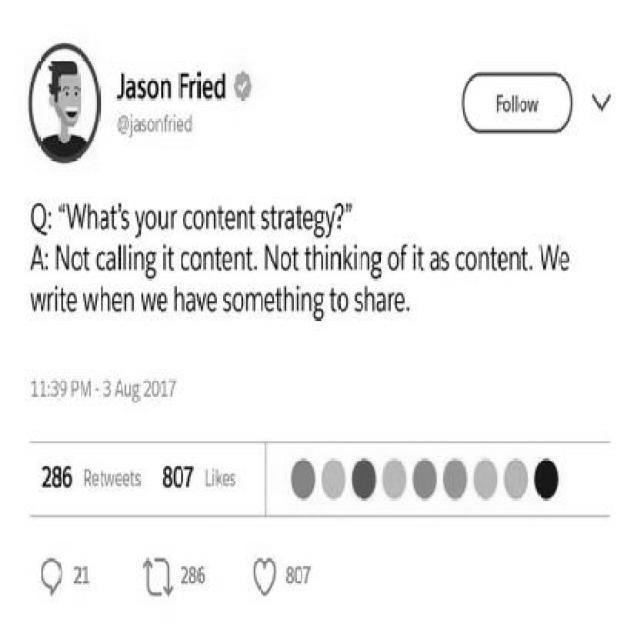 Jason Fried
@jasonfried
Follow
Q: “What’s your content strategy?”
A: Not calling it content. Not thinking of it as content. We
write when we have something to share.
11:39 PM - 3 Aug 2017
286 Retweets 807 Likes
21 286 807